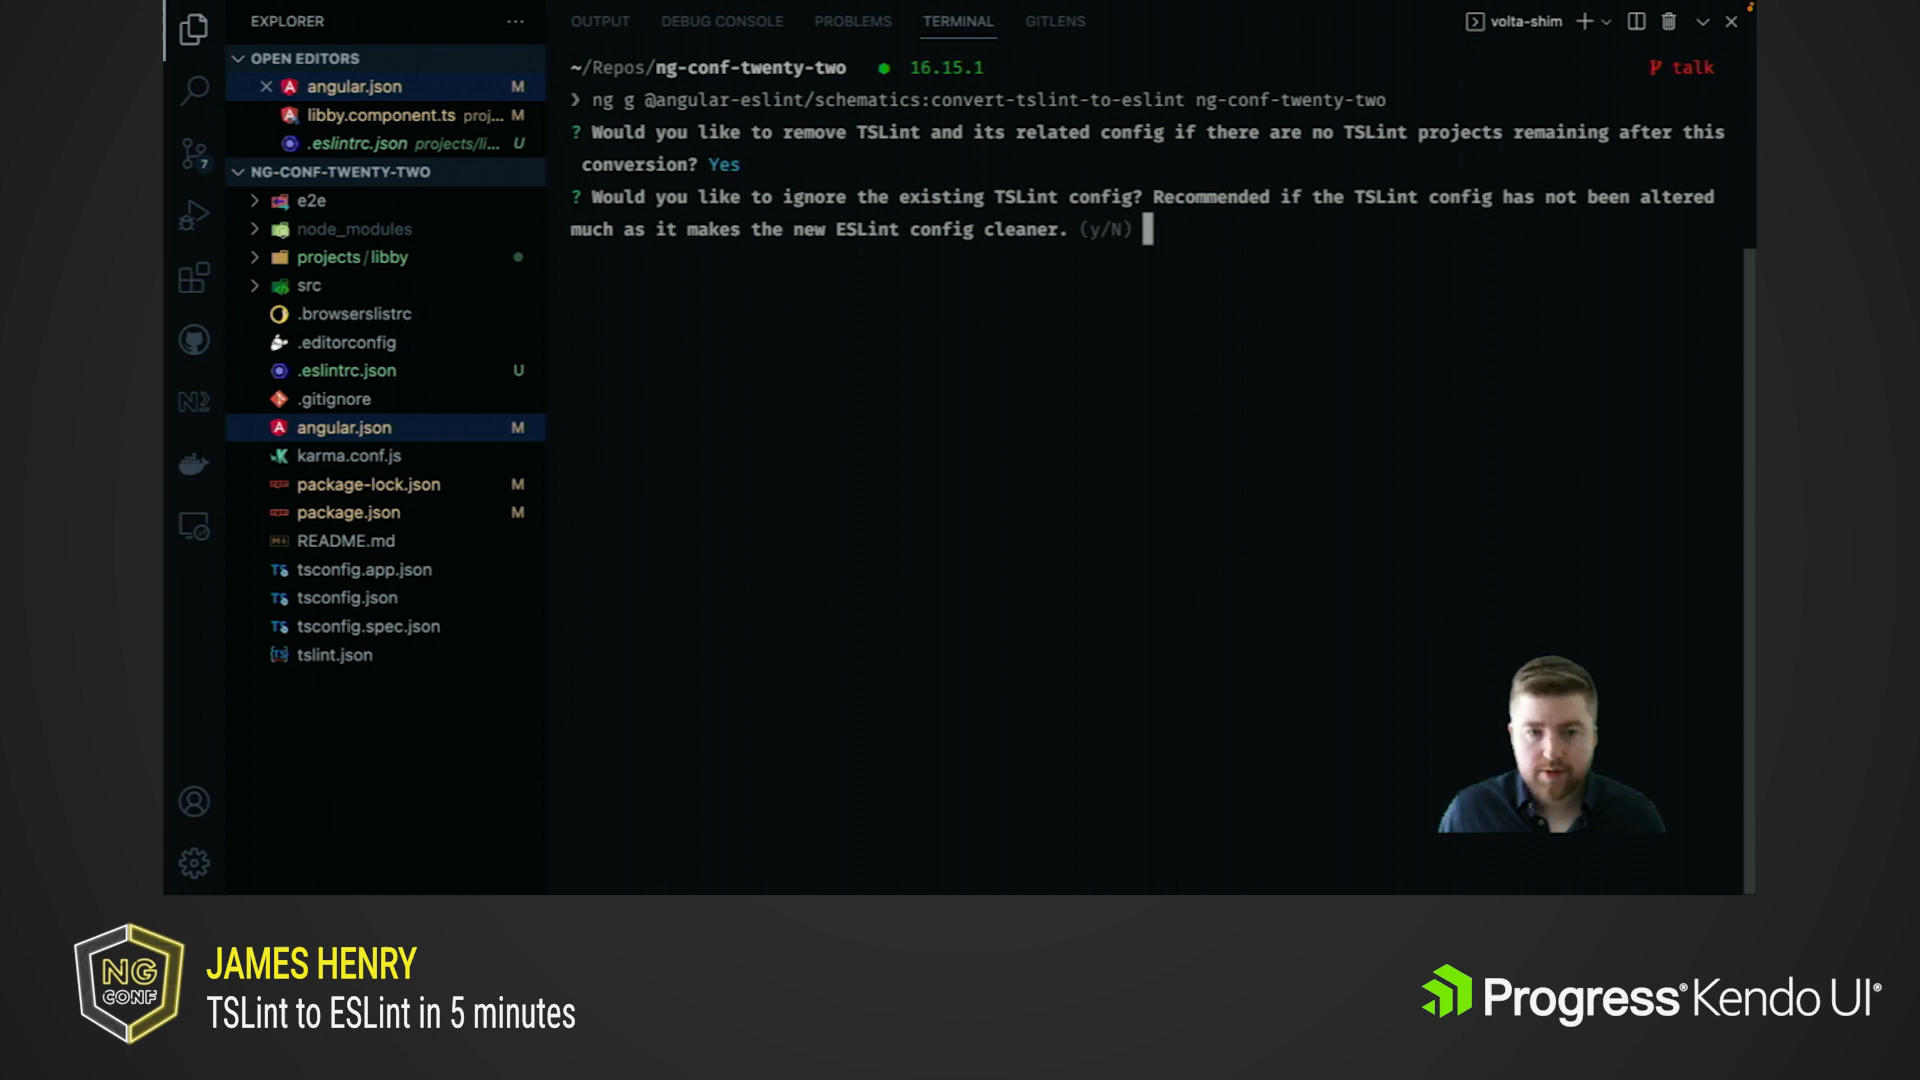 EXPLORER
OPEN EDITORS
angular.json M
libby.component.ts proj... M
.eslintrc.json projects/li... U
NG-CONF-TWENTY-TWO
e2e
node_modules
projects/libby
src
.browserslistrc
.editorconfig
.eslintrc.json U
.gitignore
angular.json M
karma.conf.js
package-lock.json M
package.json M
README.md
tsconfig.app.json
tsconfig.json
tsconfig.spec.json
tslint.json
7
OUTPUT DEBUG CONSOLE PROBLEMS TERMINAL GITLENS
volta-shim
~/Repos/ng-conf-twenty-two 16.15.1 talk
❯ ng g @angular-eslint/schematics:convert-tslint-to-eslint ng-conf-twenty-two
? Would you like to remove TSLint and its related config if there are no TSLint projects remaining after this
conversion? Yes
? Would you like to ignore the existing TSLint config? Recommended if the TSLint config has not been altered
much as it makes the new ESLint config cleaner. (y/N)
NG
CONF
JAMES HENRY
TSLint to ESLint in 5 minutes
Progress® Kendo UI®